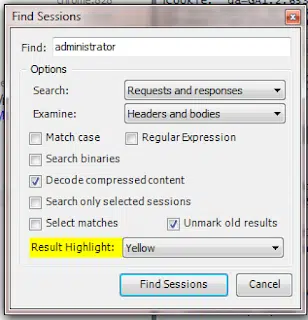 Find Sessions
Find: administrator
Options
Search: Requests and responses
Examine: Headers and bodies
Match case Regular Expression
Search binaries
Decode compressed content
Search only selected sessions
Select matches Unmark old results
Result Highlight: Yellow
Find Sessions Cancel